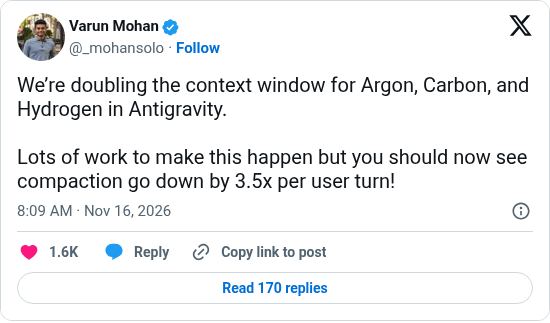 Varun Mohan
@_mohansolo · Follow
We’re doubling the context window for Argon, Carbon, and
Hydrogen in Antigravity.
Lots of work to make this happen but you should now see
compaction go down by 3.5x per user turn!
8:09 AM · Nov 16, 2026
1.6K Reply Copy link to post
Read 170 replies